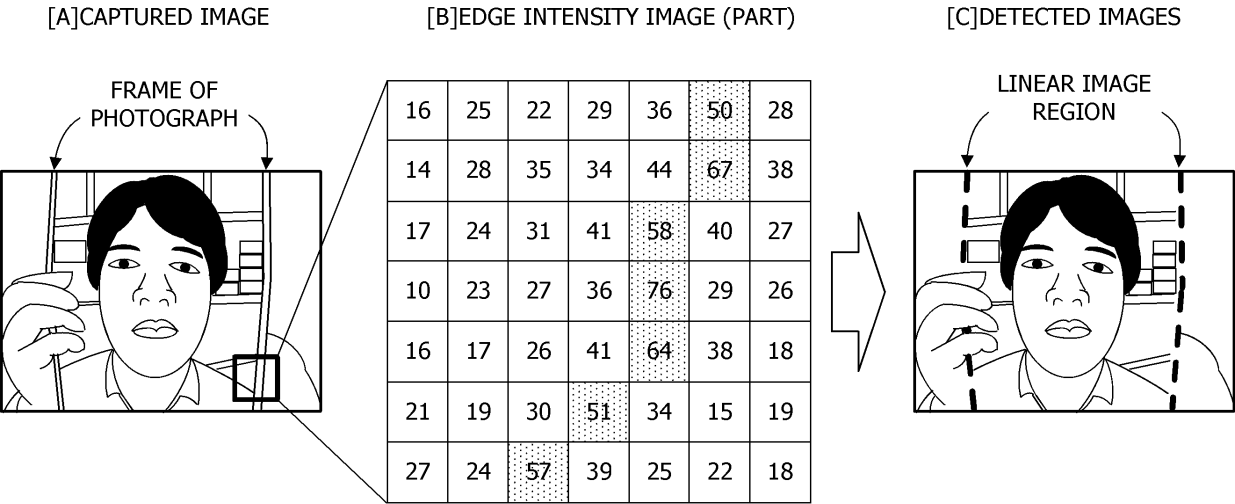 [A]CAPTURED IMAGE
[B]EDGE INTENSITY IMAGE (PART)
[C]DETECTED IMAGES
FRAME OF
PHOTOGRAPH
16 25 22 29 36 50 28
14 28 35 34 44 67 38
17 24 31 41 58 40 27
10 23 27 36 76 29 26
16 17 26 41 64 38 18
21 19 30 51 34 15 19
27 24 57 39 25 22 18
LINEAR IMAGE
REGION